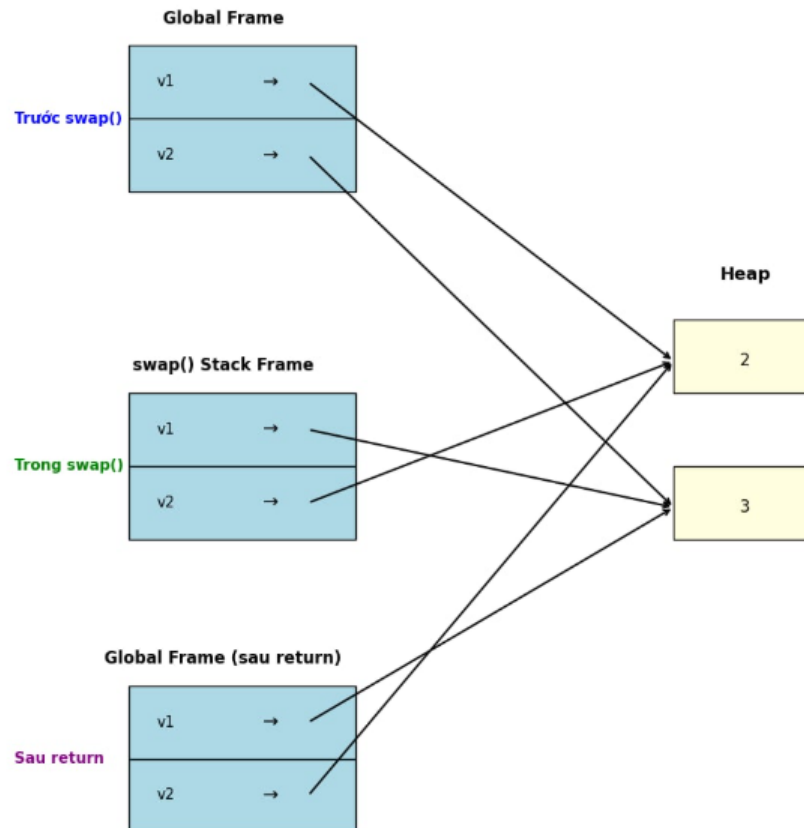 Global Frame
v1 →
Trước swap()
v2 →
Heap
2
swap() Stack Frame
v1 →
Trong swap()
v2 →
3
Global Frame (sau return)
v1 →
Sau return
v2 →